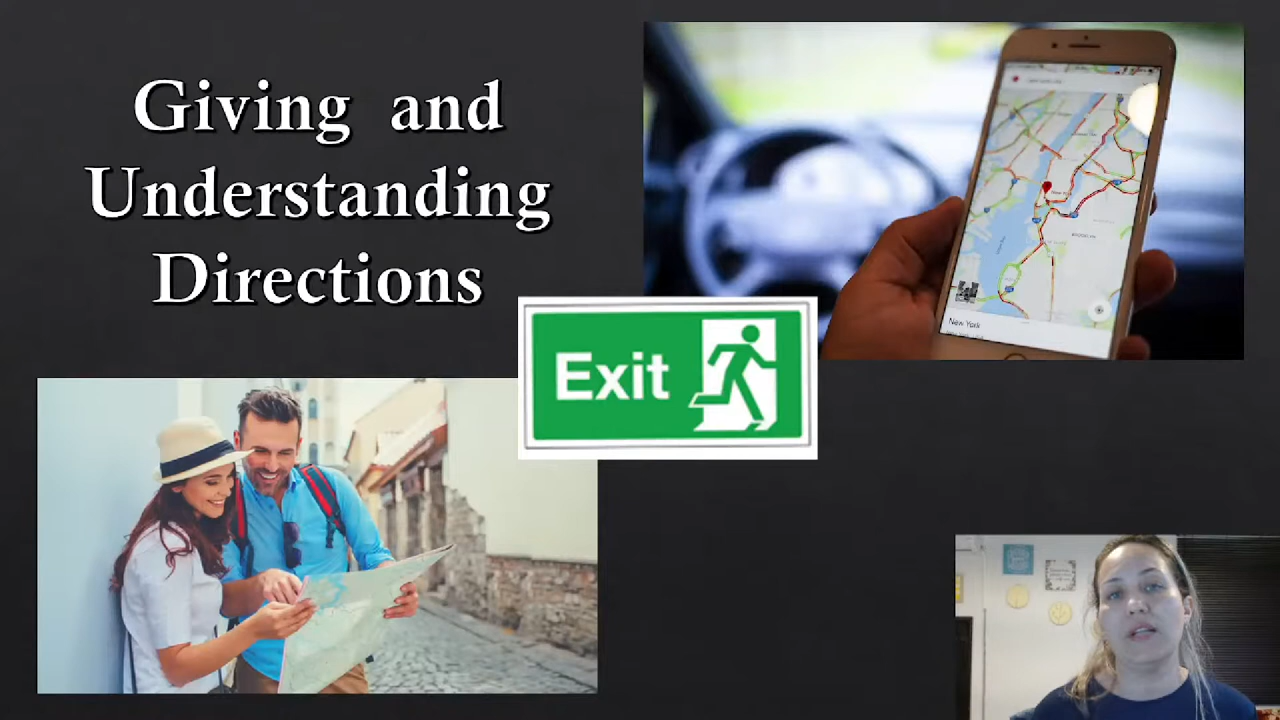 Giving and
Understanding
Directions
Exit
New York